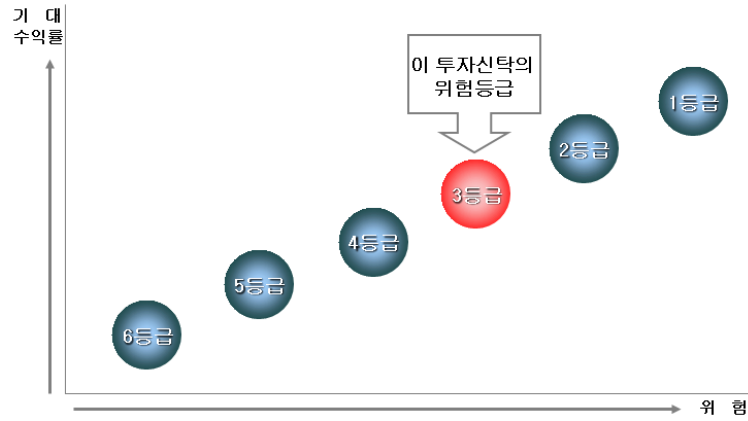 기 대
수익률
이 투자신탁의
위험등급
1등급
2등급
3등급
4등급
5등급
6등급
위 험